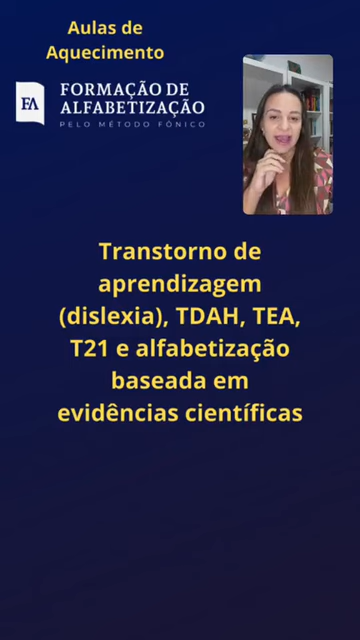 Aulas de
Aquecimento
FA
FORMAÇÃO DE
ALFABETIZAÇÃO
PELO MÉTODO FÔNICO
Transtorno de
aprendizagem
(dislexia), TDAH, TEA,
T21 e alfabetização
baseada em
evidências científicas